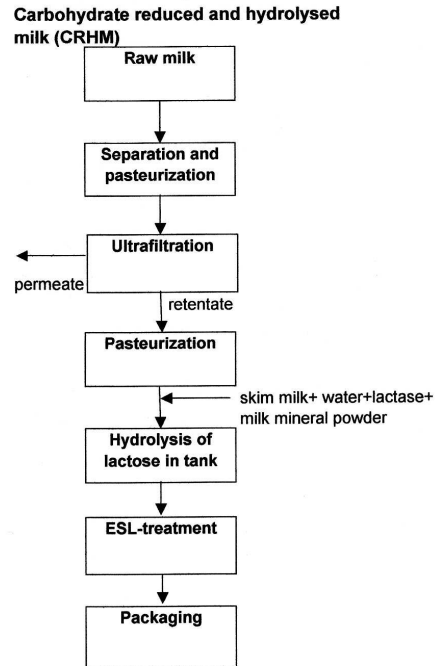 Carbohydrate reduced and hydrolysed
milk (CRHM)
Raw milk
Separation and
pasteurization
Ultrafiltration
permeate
retentate
Pasteurization
skim milk+ water+lactase+
milk mineral powder
Hydrolysis of
lactose in tank
ESL-treatment
Packaging